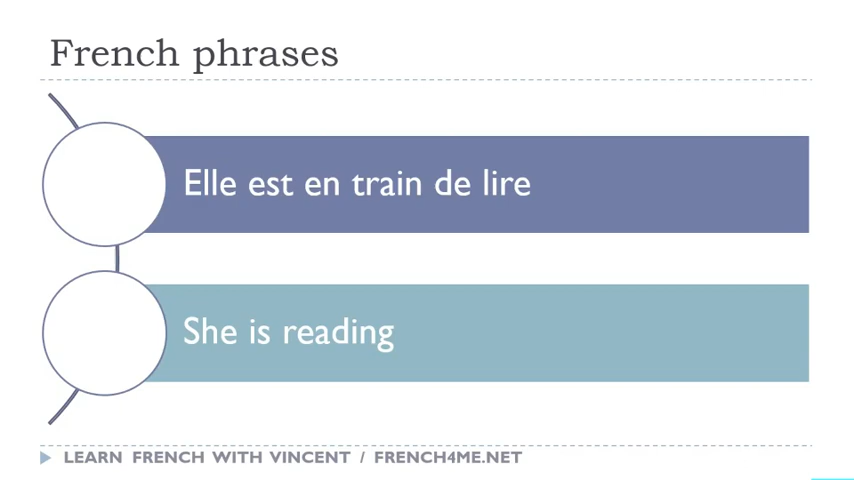 French phrases
Elle est en train de lire
She is reading
LEARN FRENCH WITH VINCENT / FRENCH4ME.NET